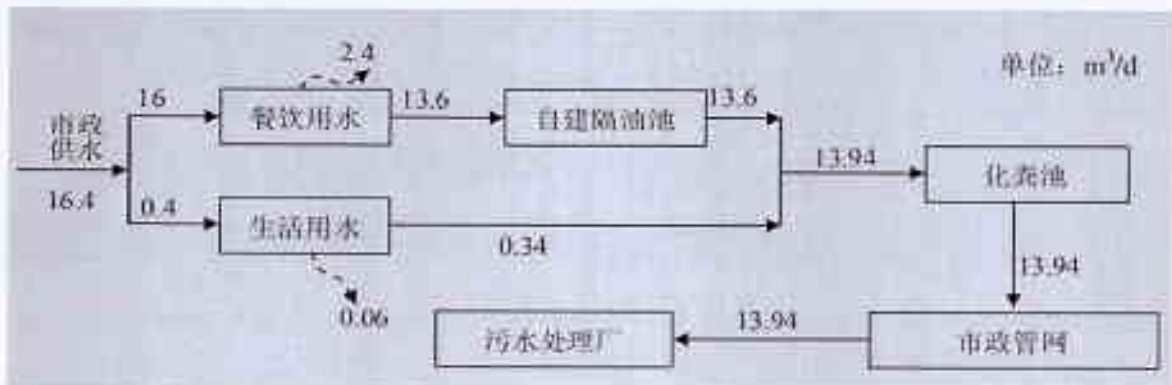 2.4
单位：m³/d
16
餐饮用水
13.6
自建隔油池
13.6
市政
供水
13.94
化粪池
16.4
0.4
生活用水
0.34
13.94
0.06
污水处理厂
13.94
市政管网